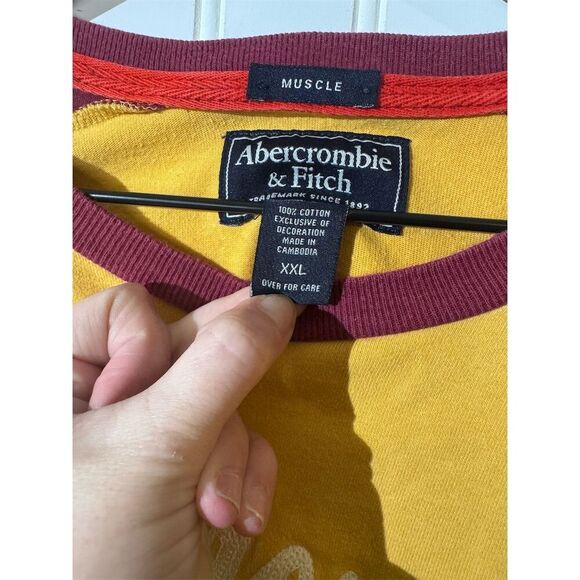 MUSCLE
Abercrombie
& Fitch
TRADEMARK SINCE 1892
100% COTTON
EXCLUSIVE OF
DECORATION
MADE IN
CAMBODIA
XXL
OVER FOR CARE